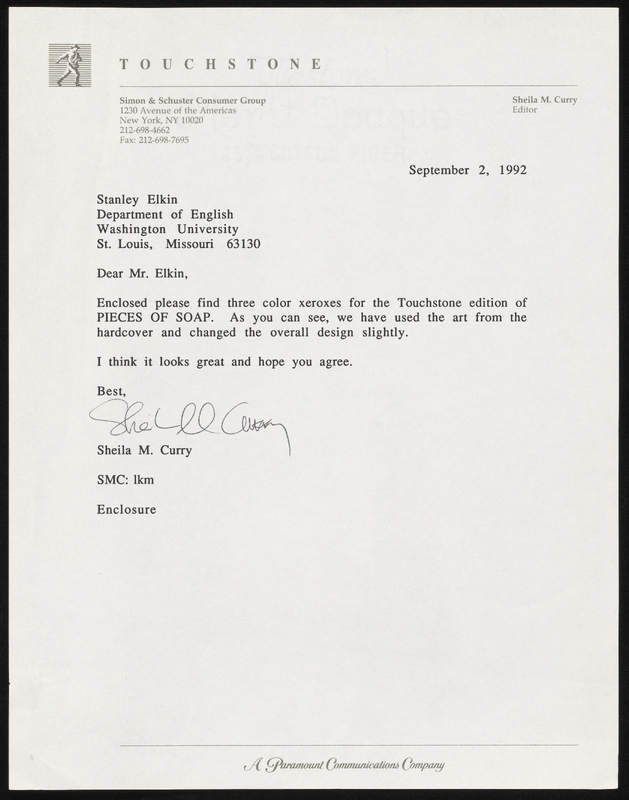 TOUCHSTONE
Simon & Schuster Consumer Group
1230 Avenue of the Americas
New York, NY 10020
212-698-4662
Fax: 212-698-7695
Sheila M. Curry
Editor
September 2, 1992
Stanley Elkin
Department of English
Washington University
St. Louis, Missouri 63130
Dear Mr. Elkin,
Enclosed please find three color xeroxes for the Touchstone edition of
PIECES OF SOAP. As you can see, we have used the art from the
hardcover and changed the overall design slightly.
I think it looks great and hope you agree.
Best,
Sheila M Curry
Sheila M. Curry
SMC: lkm
Enclosure
A Paramount Communications Company